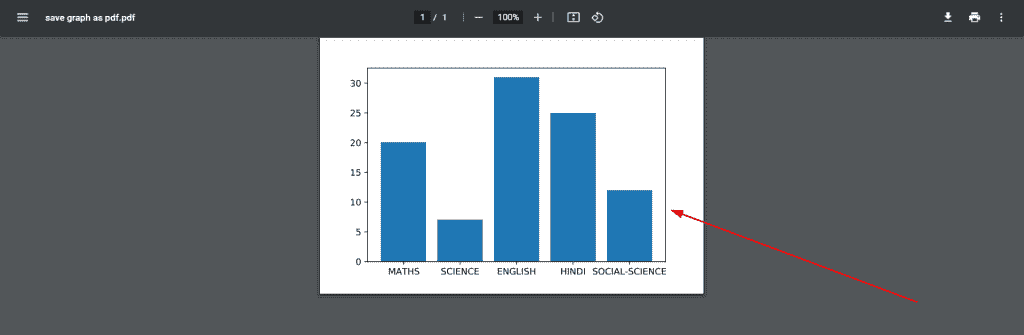 save graph as pdf.pdf
1 / 1
100%
30
25
20
15
10
5
0
MATHS SCIENCE ENGLISH HINDI SOCIAL-SCIENCE